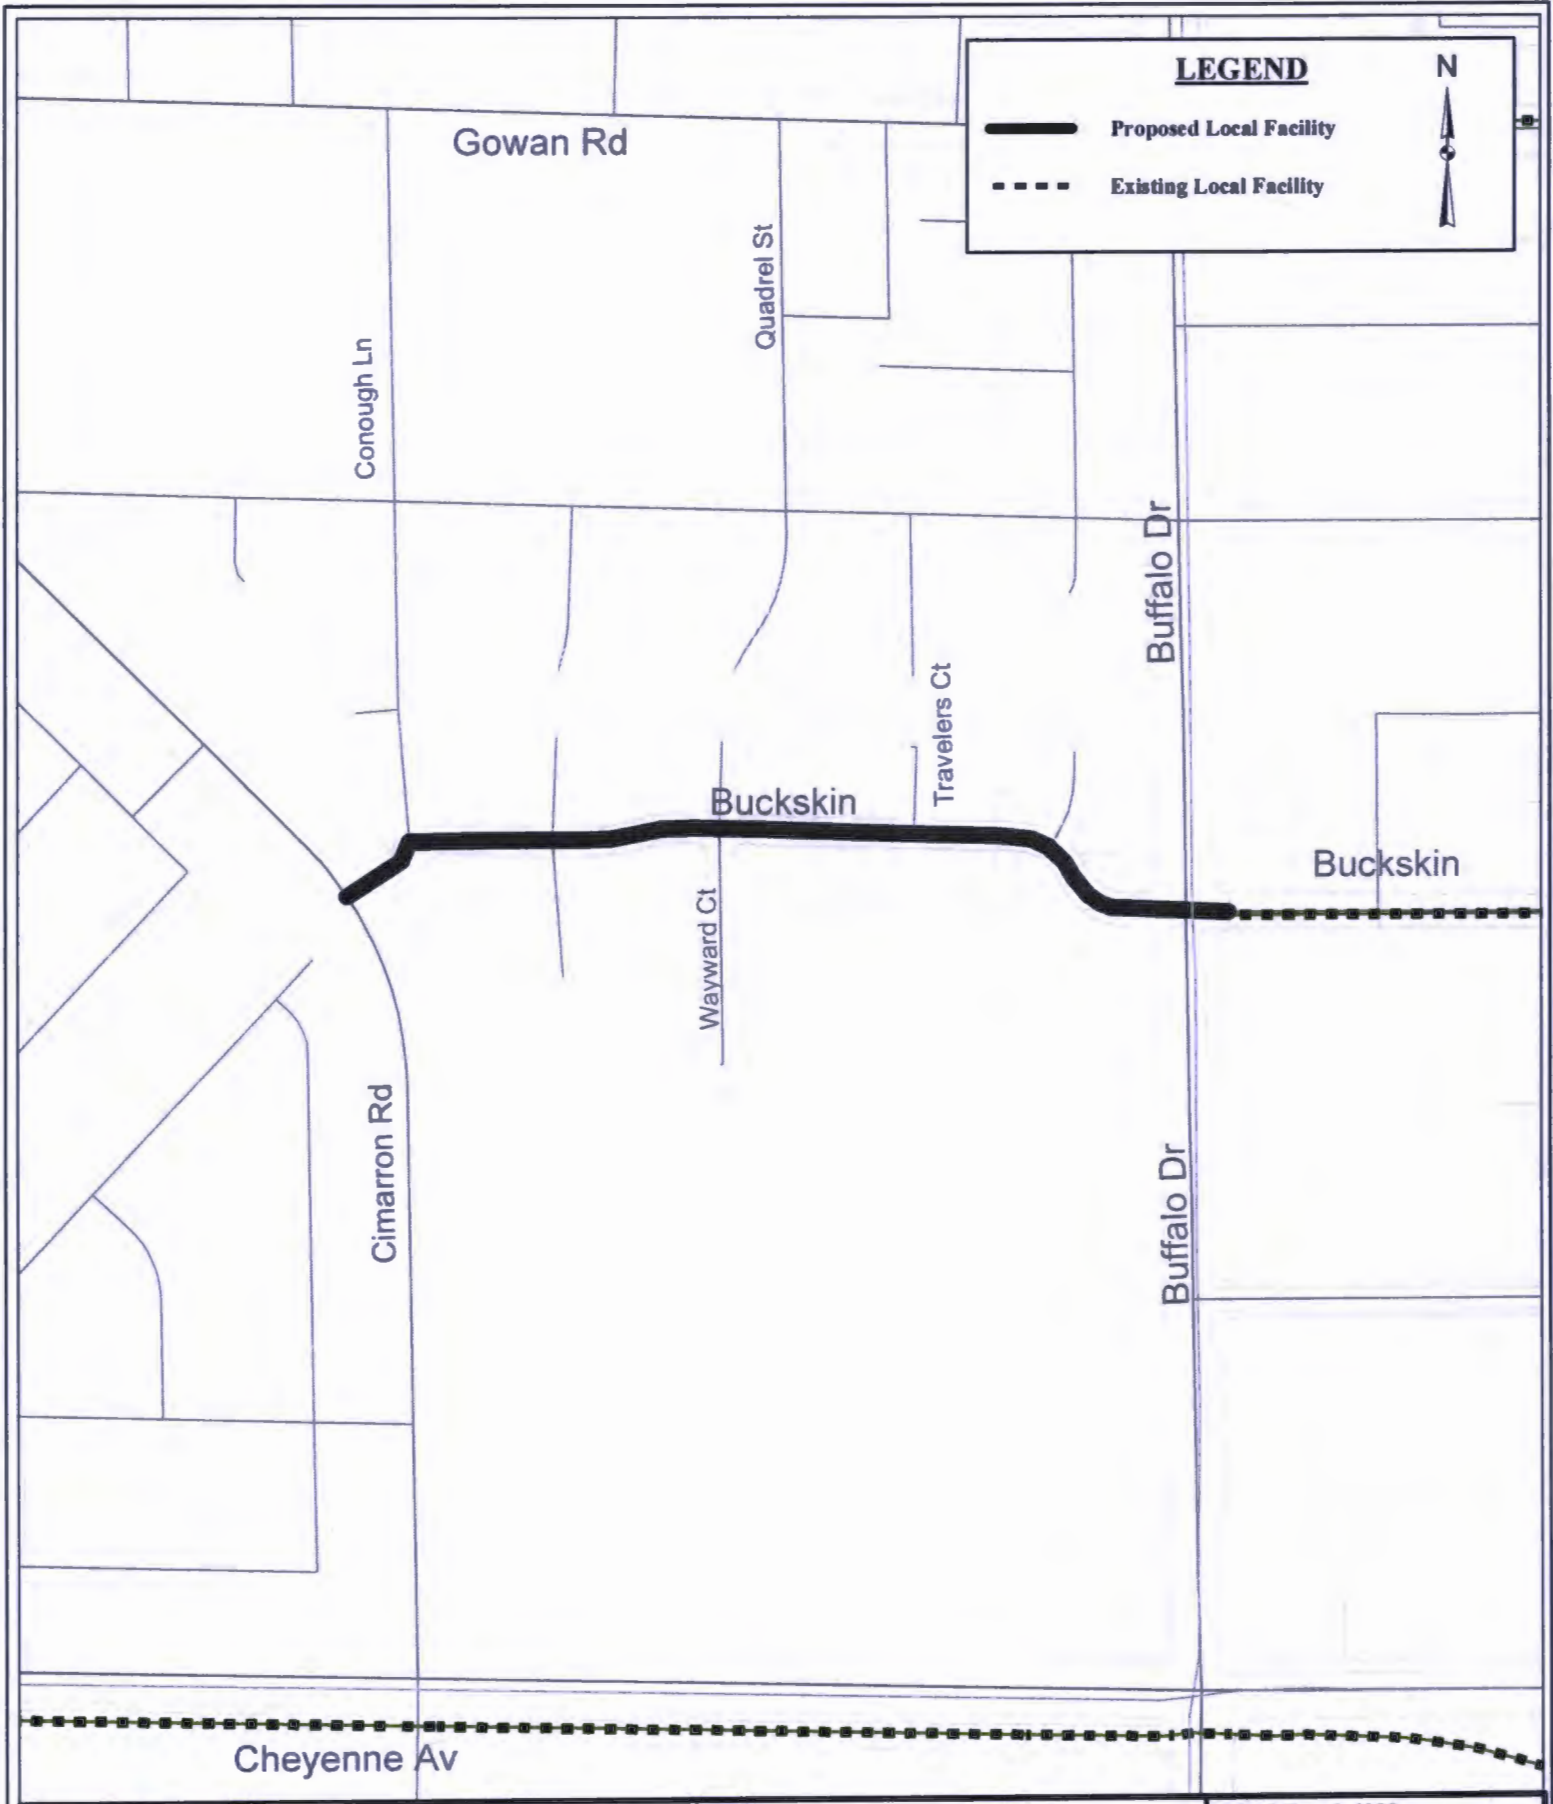 LEGEND
N
Proposed Local Facility
Existing Local Facility
Gowan Rd
Quadrel St
Conough Ln
Buffalo Dr
Travelers Ct
Buckskin
Buckskin
Wayward Ct
Cimarron Rd
Buffalo Dr
Cheyenne Av